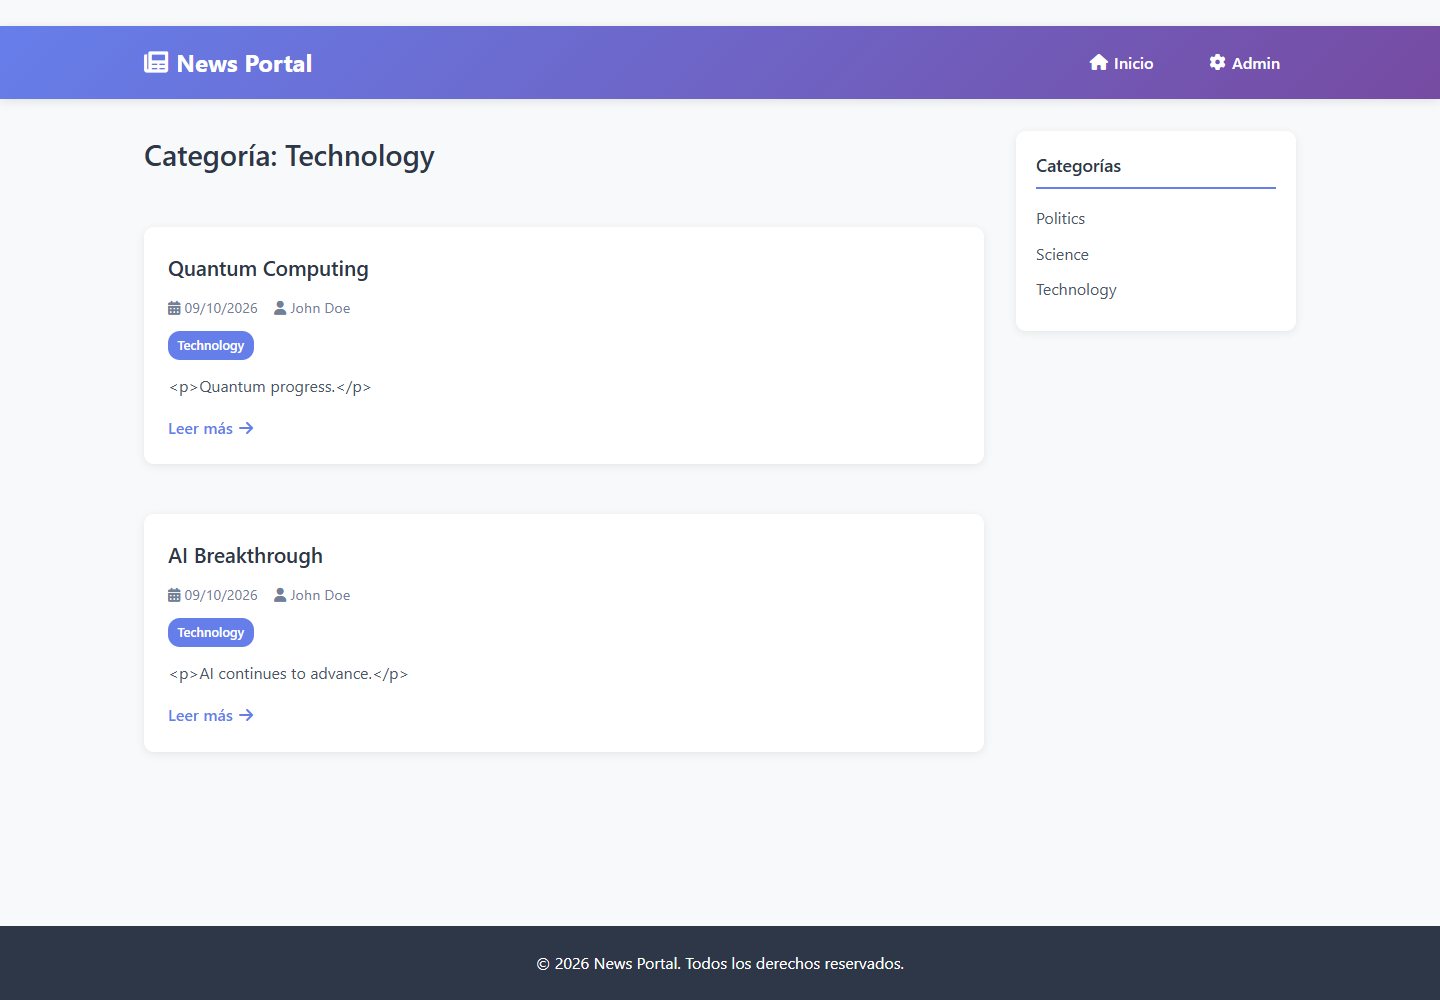 News Portal
Inicio
Admin
Categoría: Technology
Quantum Computing
09/10/2026 John Doe
Technology
<p>Quantum progress.</p>
Leer más
AI Breakthrough
09/10/2026 John Doe
Technology
<p>AI continues to advance.</p>
Leer más
Categorías
Politics
Science
Technology
© 2026 News Portal. Todos los derechos reservados.